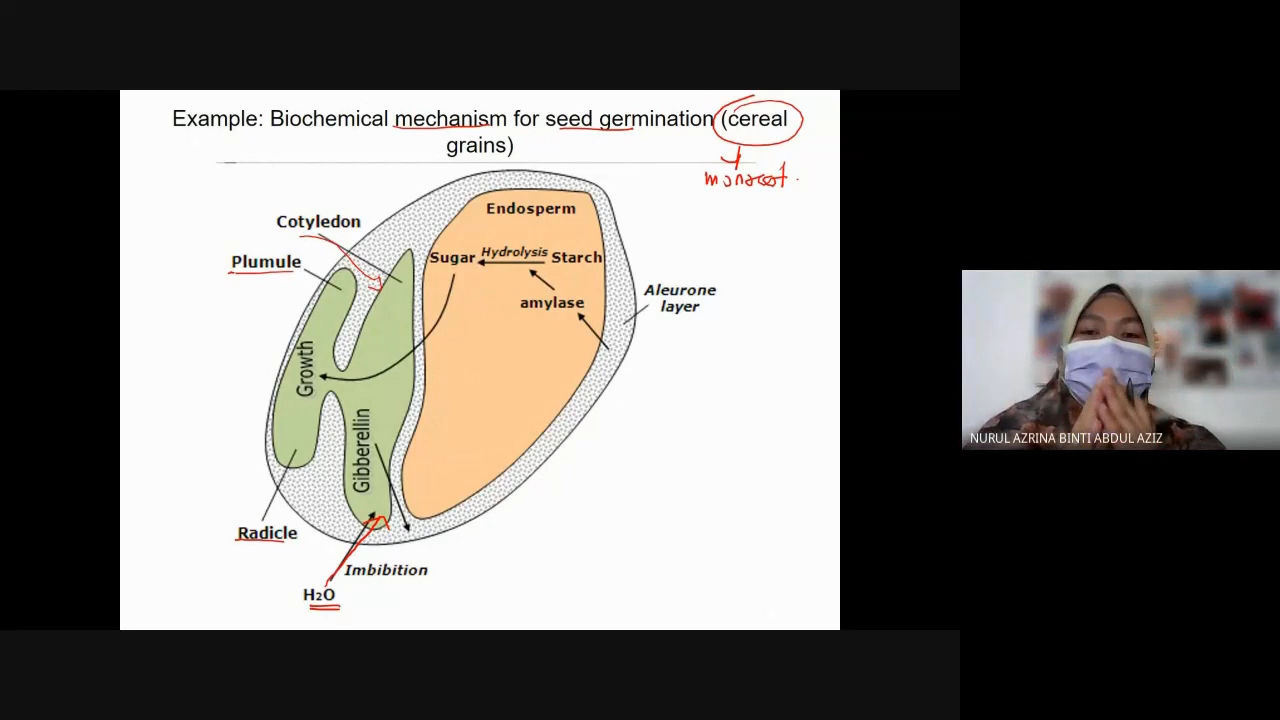 Example: Biochemical mechanism for seed germination (cereal
grains)
monocot.
Endosperm
Cotyledon
Plumule
Sugar
Hydrolysis
Starch
amylase
Aleurone
layer
Growth
Gibberellin
Radicle
Imbibition
H2O
NURUL AZRINA BINTI ABDUL AZIZ